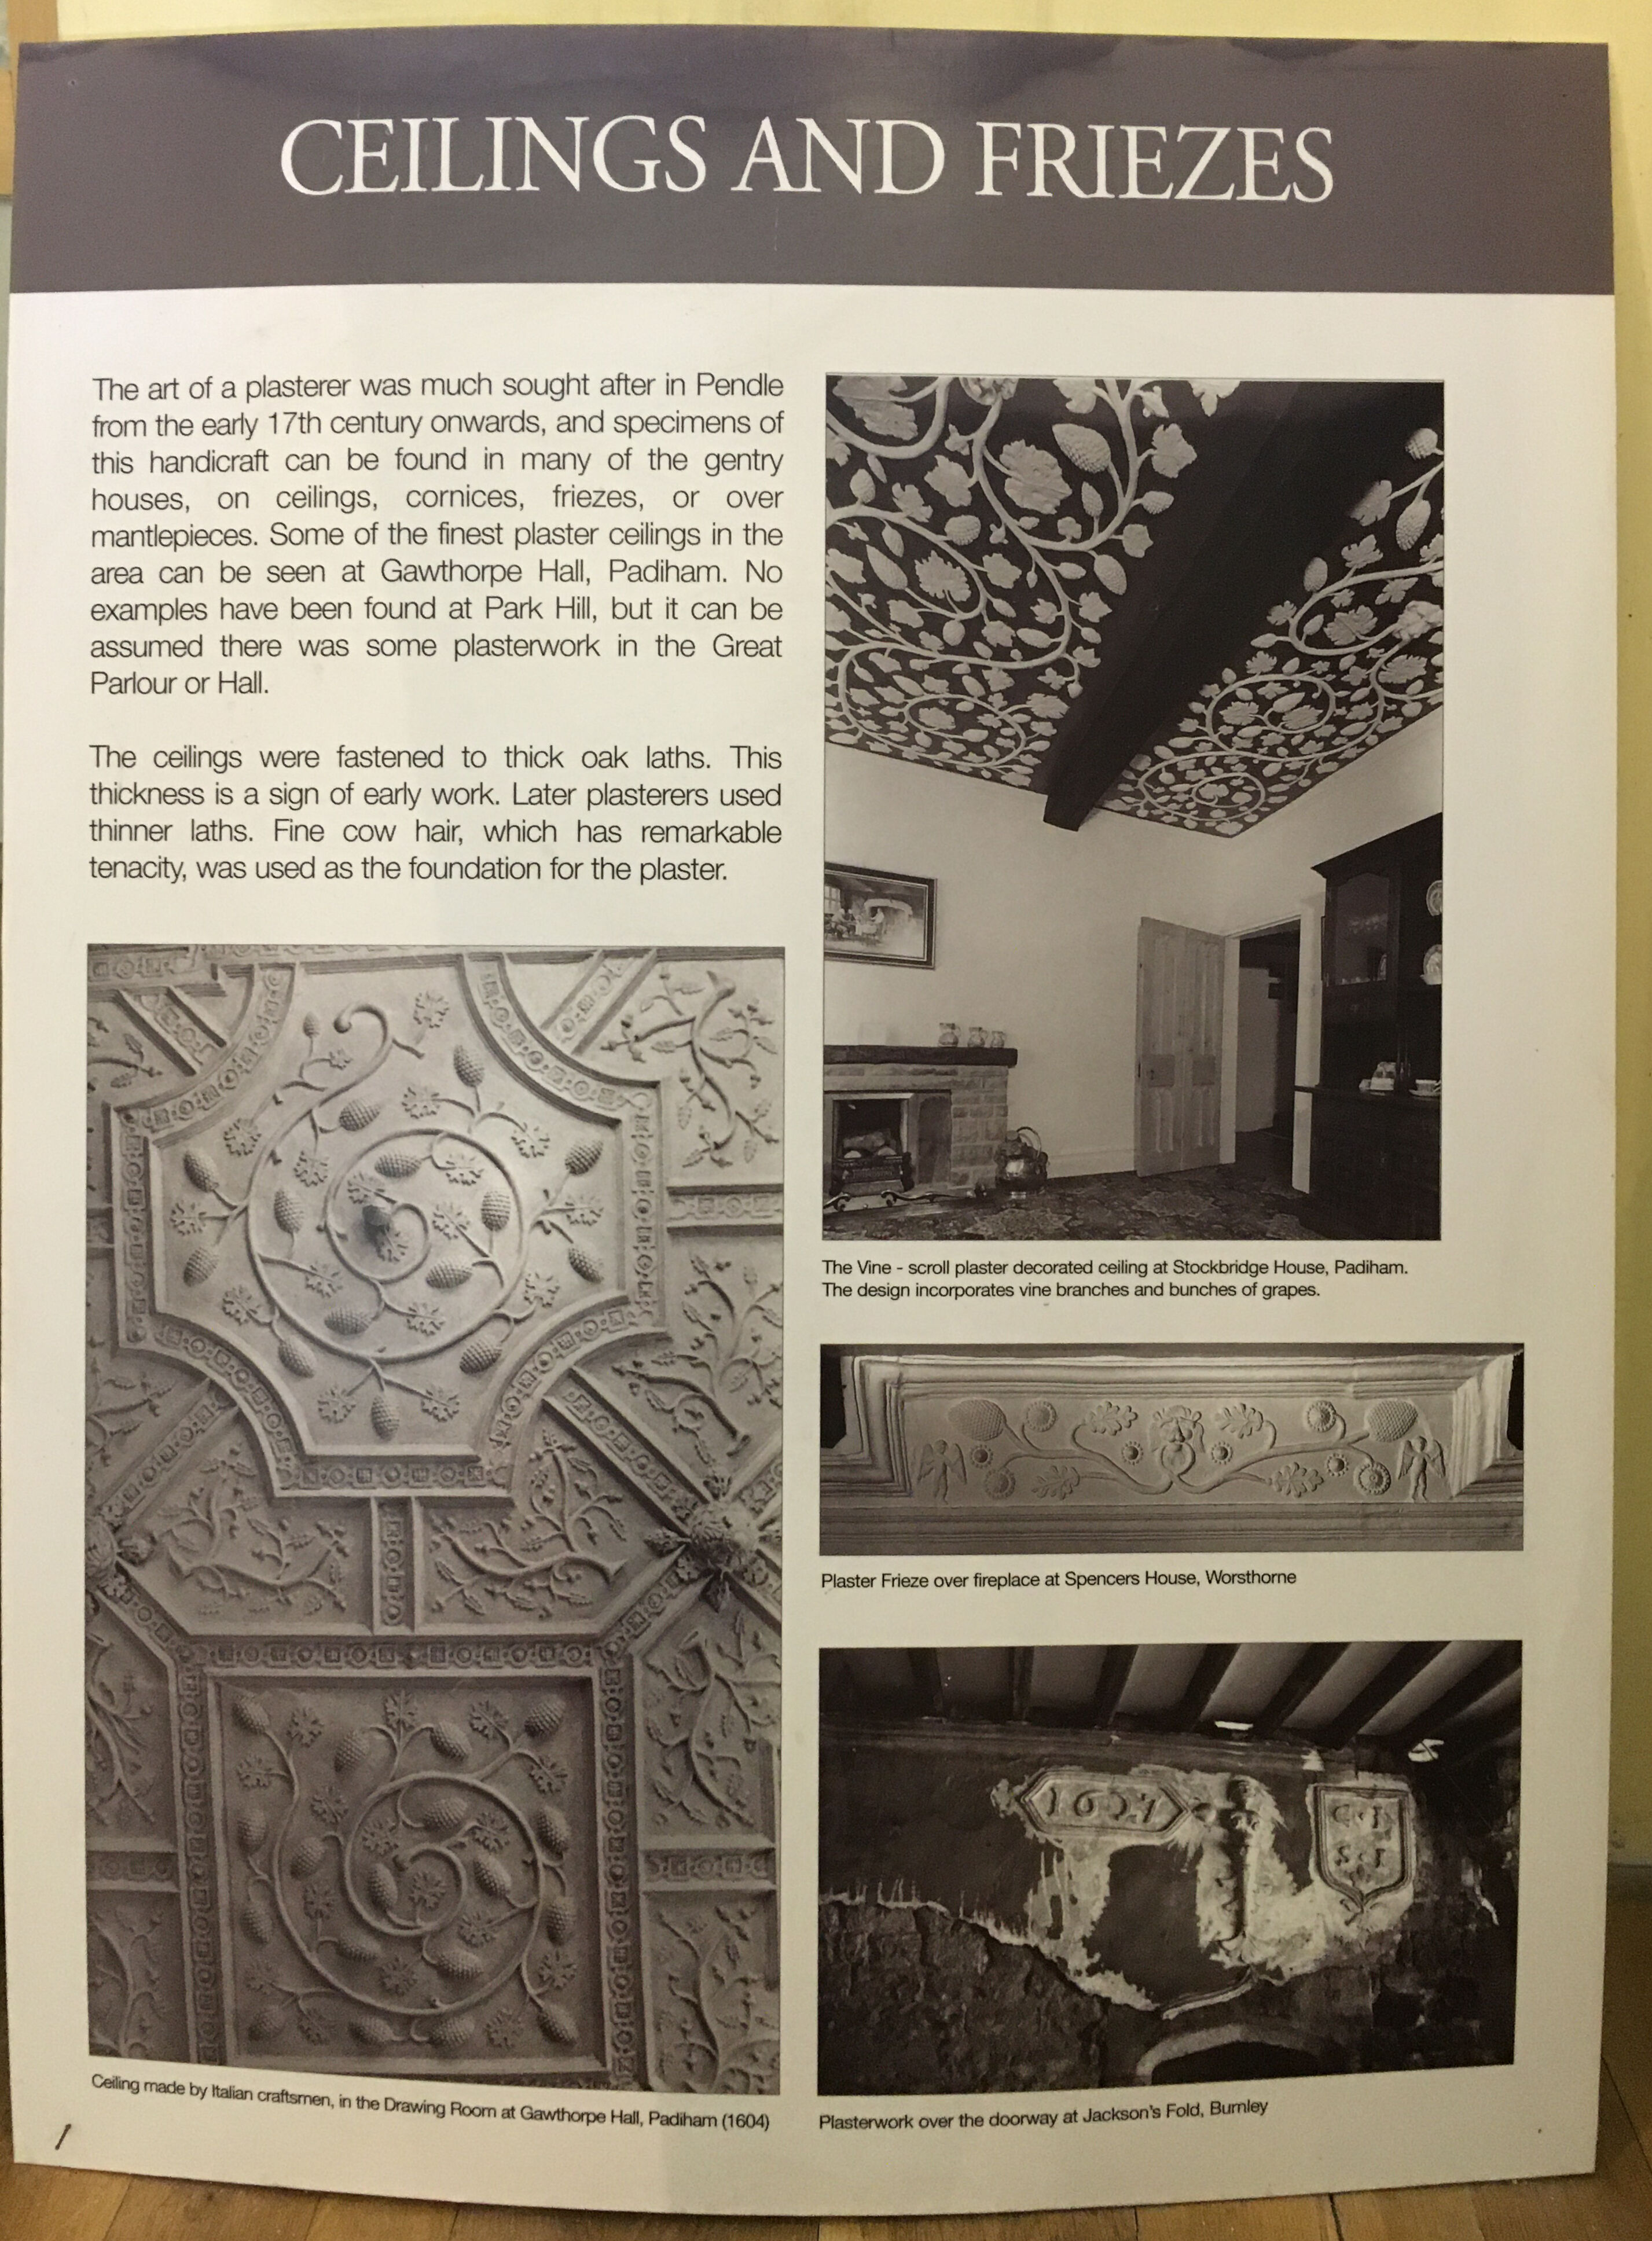 CEILINGS AND FRIEZES
The art of a plasterer was much sought after in Pendle
from the early 17th century onwards, and specimens of
this handicraft can be found in many of the gentry
houses, on ceilings, cornices, friezes, or over
mantlepieces. Some of the finest plaster ceilings in the
area can be seen at Gawthorpe Hall, Padiham. No
examples have been found at Park Hill, but it can be
assumed there was some plasterwork in the Great
Parlour or Hall.
The ceilings were fastened to thick oak laths. This
thickness is a sign of early work. Later plasterers used
thinner laths. Fine cow hair, which has remarkable
tenacity, was used as the foundation for the plaster.
Ceiling made by Italian craftsmen, in the Drawing Room at Gawthorpe Hall, Padiham (1604)
The Vine - scroll plaster decorated ceiling at Stockbridge House, Padiham.
The design incorporates vine branches and bunches of grapes.
Plaster Frieze over fireplace at Spencers House, Worsthorne
Plasterwork over the doorway at Jackson's Fold, Burnley